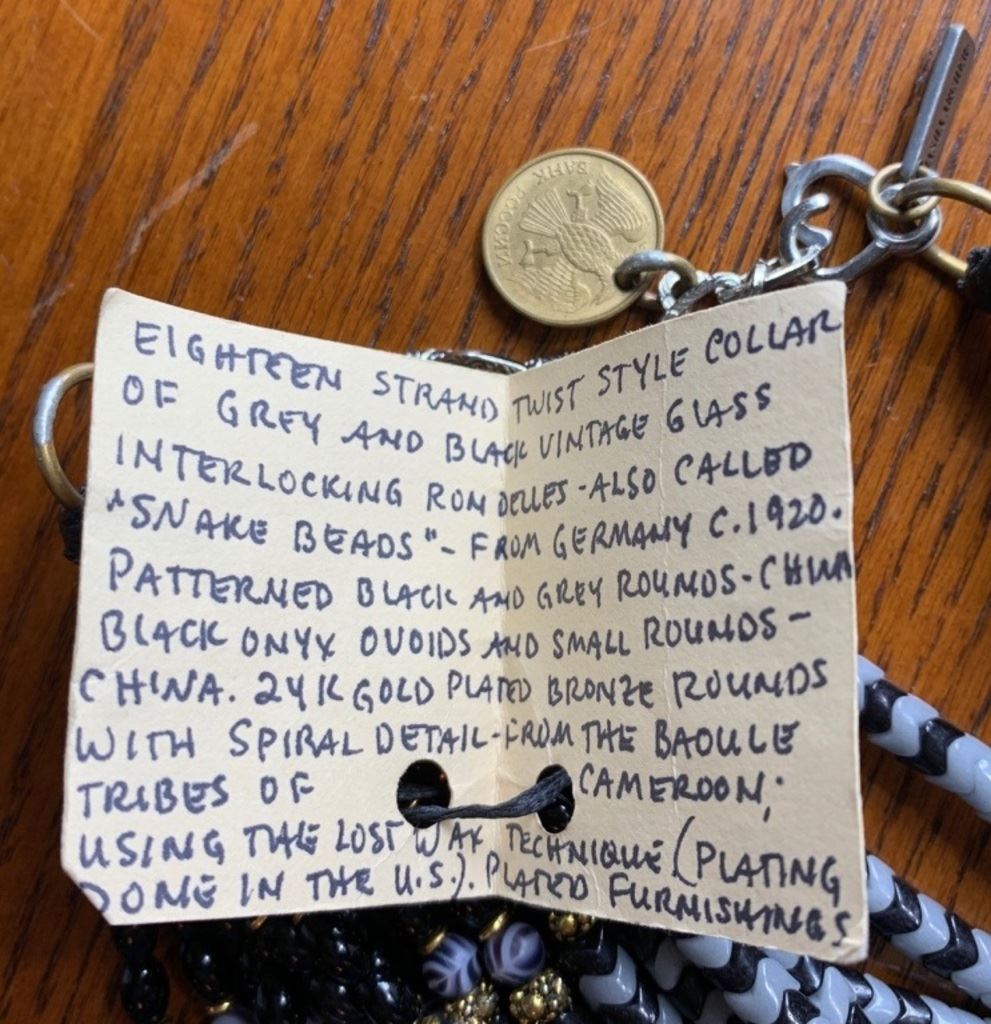 БАНК РОССИИ
EIGHTEEN STRAND TWIST STYLE COLLAR
OF GREY AND BLACK VINTAGE GLASS
INTERLOCKING RONDELLES - ALSO CALLED
"SNAKE BEADS" - FROM GERMANY C.1920.
PATTERNED BLACK AND GREY ROUNDS - CHINA
BLACK ONYX OVOIDS AND SMALL ROUNDS -
CHINA. 24K GOLD PLATED BRONZE ROUNDS
WITH SPIRAL DETAIL - FROM THE BAOULE
TRIBES OF CAMEROON;
USING THE LOST WAX TECHNIQUE (PLATING
DONE IN THE U.S.). PLATED FURNISHINGS